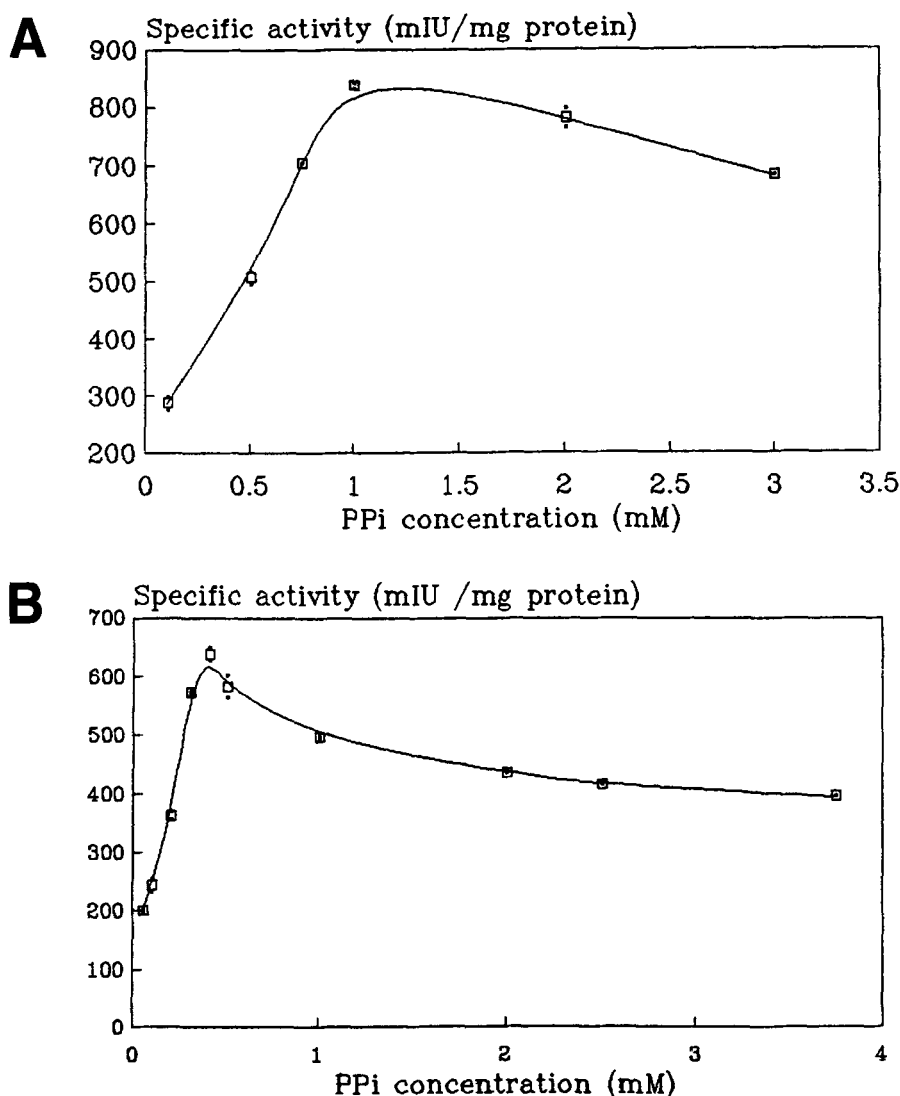 A
Specific activity (mIU/mg protein)
900
800
700
600
500
400
300
200
0 0.5 1 1.5 2 2.5 3 3.5
PPi concentration (mM)
B
Specific activity (mIU /mg protein)
700
600
500
400
300
200
100
0
0 1 2 3 4
PPi concentration (mM)